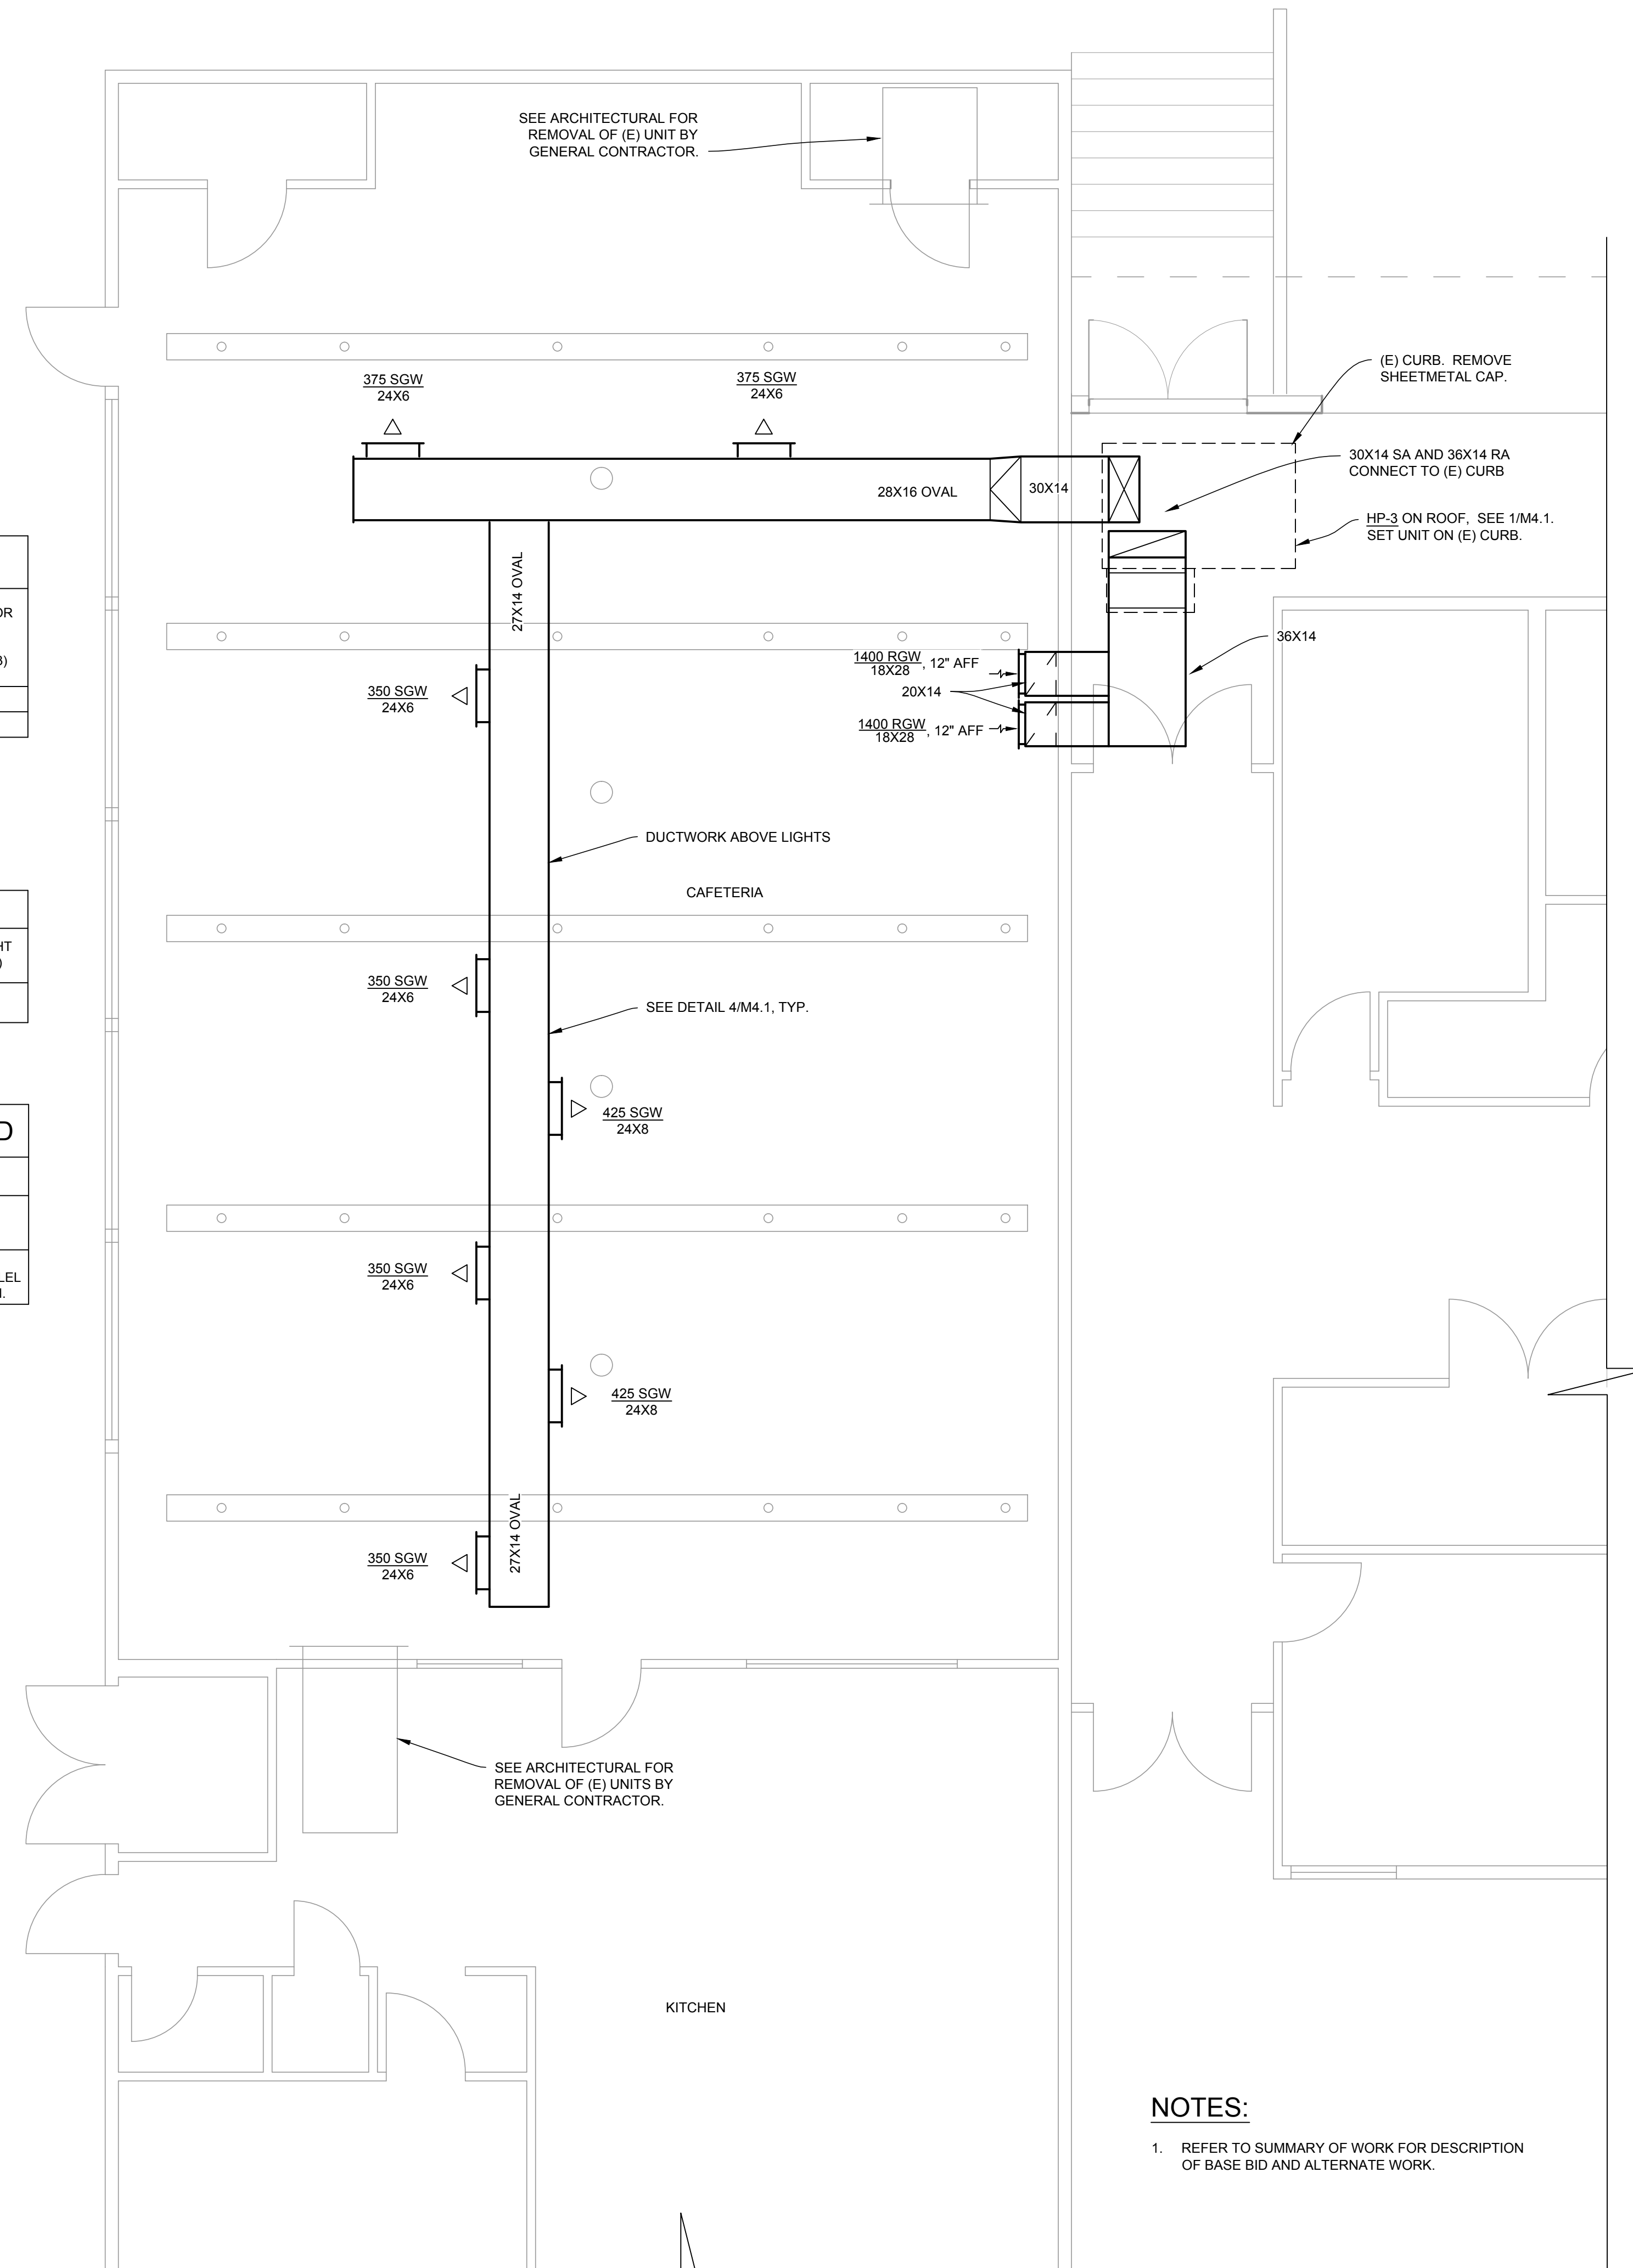 SEE ARCHITECTURAL FOR
REMOVAL OF (E) UNIT BY
GENERAL CONTRACTOR.
(E) CURB.  REMOVE
SHEETMETAL CAP.
375 SGW
24X6
375 SGW
24X6
30X14 SA AND 36X14 RA
CONNECT TO (E) CURB
28X16 OVAL
30X14
HP-3 ON ROOF,  SEE 1/M4.1.
SET UNIT ON (E) CURB.
27X14 OVAL
OR
3)
36X14
1400 RGW
18X28
, 12" AFF
20X14
350 SGW
24X6
1400 RGW
18X28
, 12" AFF
DUCTWORK ABOVE LIGHTS
CAFETERIA
HT
)
350 SGW
24X6
SEE DETAIL 4/M4.1, TYP.
425 SGW
24X8
D
350 SGW
24X6
LEL
425 SGW
24X8
27X14 OVAL
350 SGW
24X6
SEE ARCHITECTURAL FOR
REMOVAL OF (E) UNITS BY
GENERAL CONTRACTOR.
KITCHEN
NOTES:
1.   REFER TO SUMMARY OF WORK FOR DESCRIPTION
OF BASE BID AND ALTERNATE WORK.